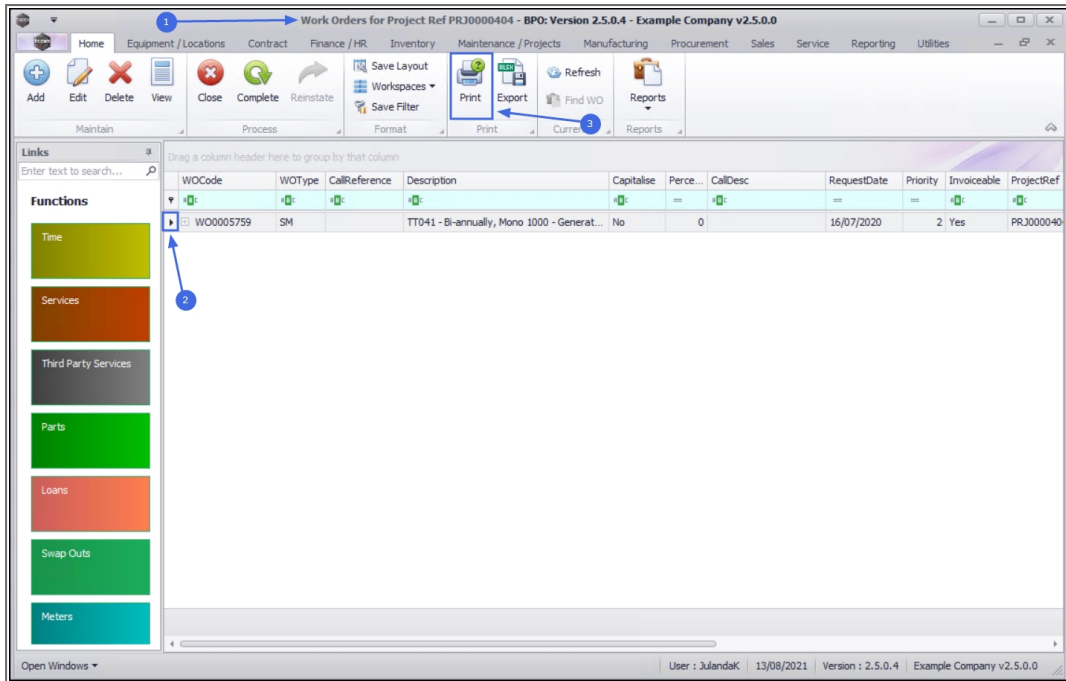 1
Work Orders for Project Ref PRJ0000404 - BPO: Version 2.5.0.4 - Example Company v2.5.0.0
Home Equipment / Locations Contract Finance / HR Inventory Maintenance / Projects Manufacturing Procurement Sales Service Reporting Utilities
Add Edit Delete View Close Complete Reinstate Save Layout Workspaces Save Filter Print Export Refresh Find WO Reports
3
Maintain Process Format Print Reports
Links
Enter text to search...
Drag a column header here to group by that column
WOCode WOType CallReference Description Capitalise Perce... CallDesc RequestDate Priority Invoiceable ProjectRef
WO0005759 SM TT041 - Bi-annually, Mono 1000 - Generat... No 0 16/07/2020 2 Yes PRJ000040
2
Functions
Time
Services
Third Party Services
Parts
Loans
Swap Outs
Meters
Open Windows User : JulandaK 13/08/2021 Version : 2.5.0.4 Example Company v2.5.0.0